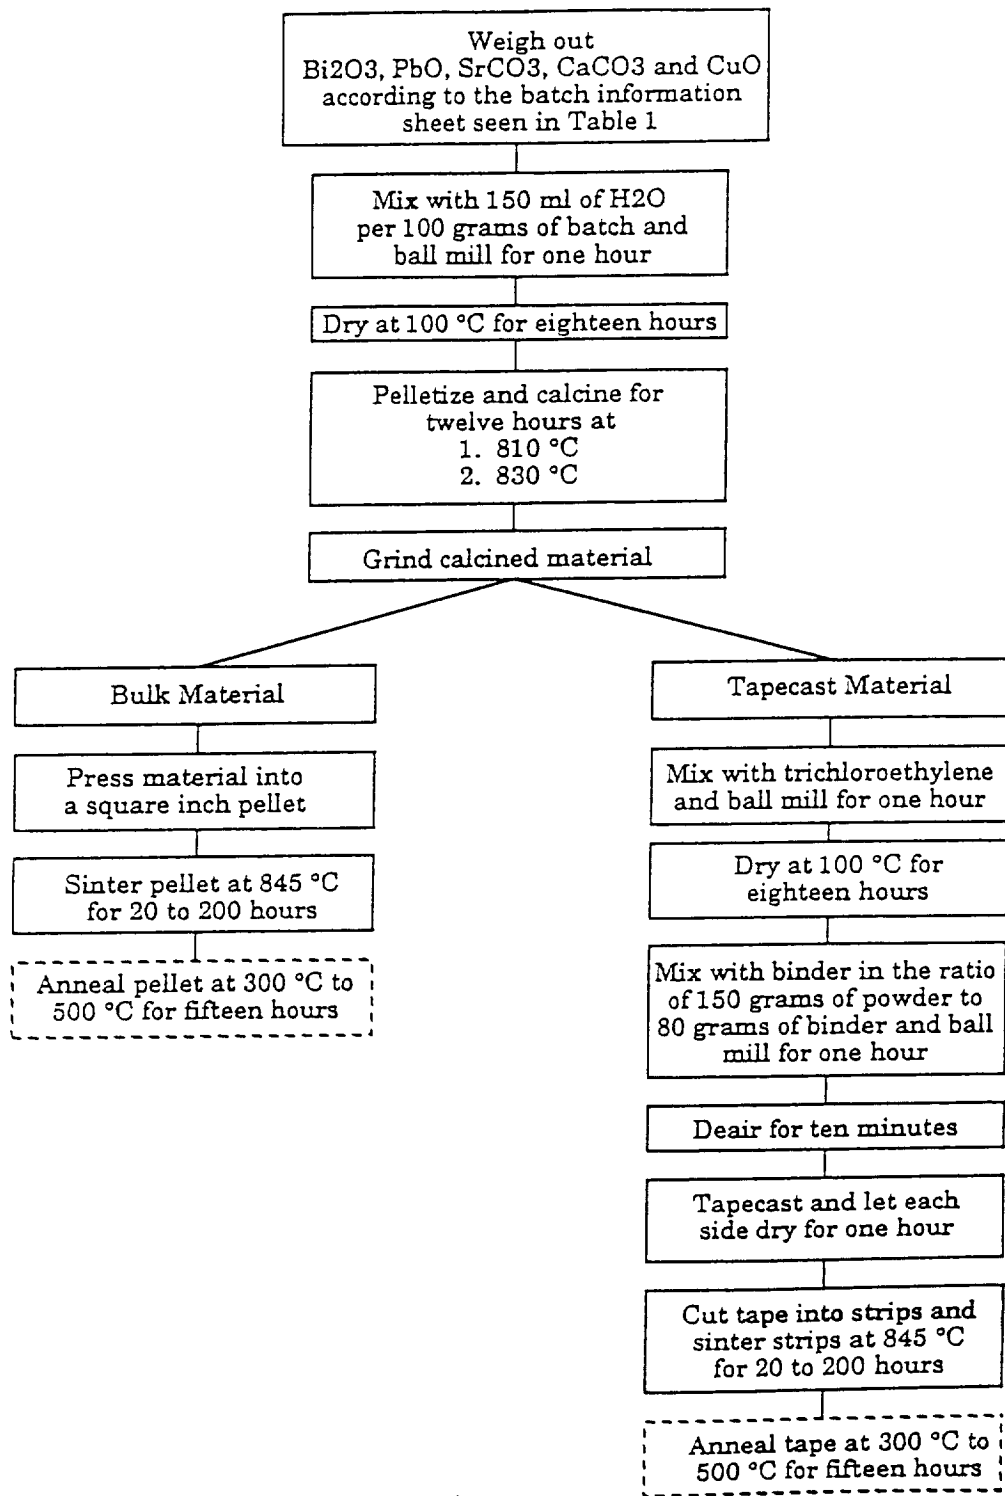 Weigh out
Bi2O3, PbO, SrCO3, CaCO3 and CuO
according to the batch information
sheet seen in Table 1
Mix with 150 ml of H2O
per 100 grams of batch and
ball mill for one hour
Dry at 100 °C for eighteen hours
Pelletize and calcine for
twelve hours at
1. 810 °C
2. 830 °C
Grind calcined material
Bulk Material
Press material into
a square inch pellet
Sinter pellet at 845 °C
for 20 to 200 hours
Anneal pellet at 300 °C to
500 °C for fifteen hours
Tapecast Material
Mix with trichloroethylene
and ball mill for one hour
Dry at 100 °C for
eighteen hours
Mix with binder in the ratio
of 150 grams of powder to
80 grams of binder and ball
mill for one hour
Deair for ten minutes
Tapecast and let each
side dry for one hour
Cut tape into strips and
sinter strips at 845 °C
for 20 to 200 hours
Anneal tape at 300 °C to
500 °C for fifteen hours